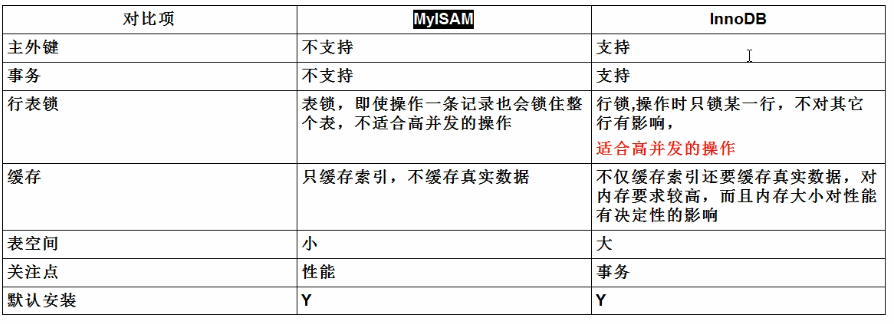 对比项 MyISAM InnoDB
主外键 不支持 支持
事务 不支持 支持
行表锁 表锁，即使操作一条记录也会锁住整 行锁,操作时只锁某一行，不对其它
个表，不适合高并发的操作 行有影响，
适合高并发的操作
缓存 只缓存索引，不缓存真实数据 不仅缓存索引还要缓存真实数据，对
内存要求较高，而且内存大小对性能
有决定性的影响
表空间 小 大
关注点 性能 事务
默认安装 Y Y